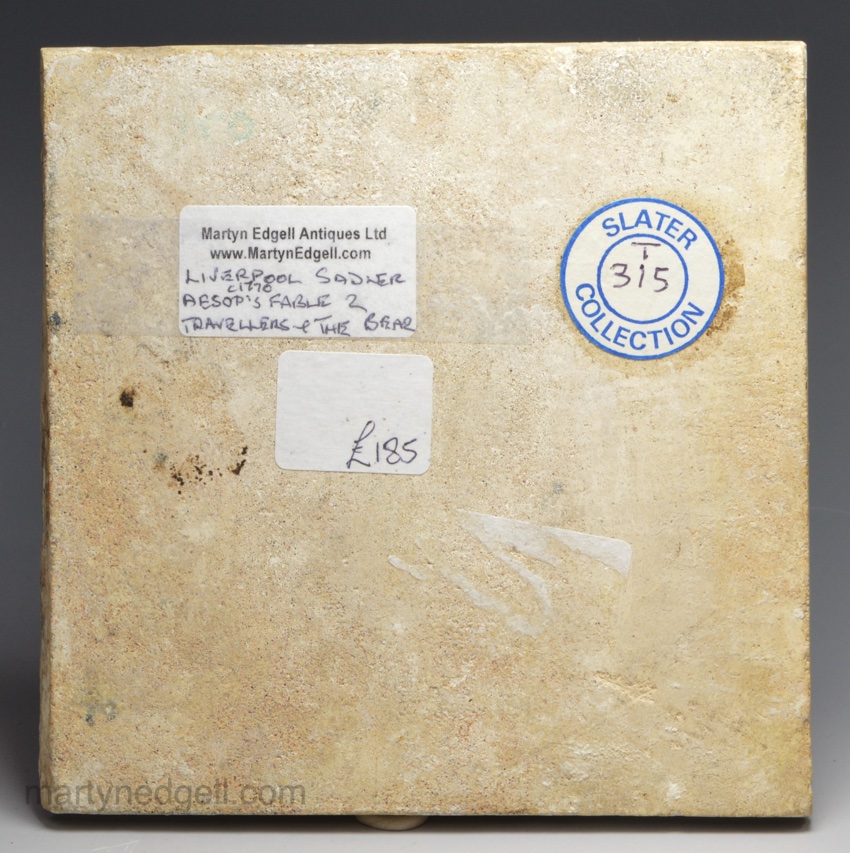 Martyn Edgell Antiques Ltd
www.MartynEdgell.com
LIVERPOOL SADLER
c1770
AESOP'S FABLE 2
TRAVELLERS & THE BEAR
SLATER
T
315
COLLECTION
£185
martynedgell.com